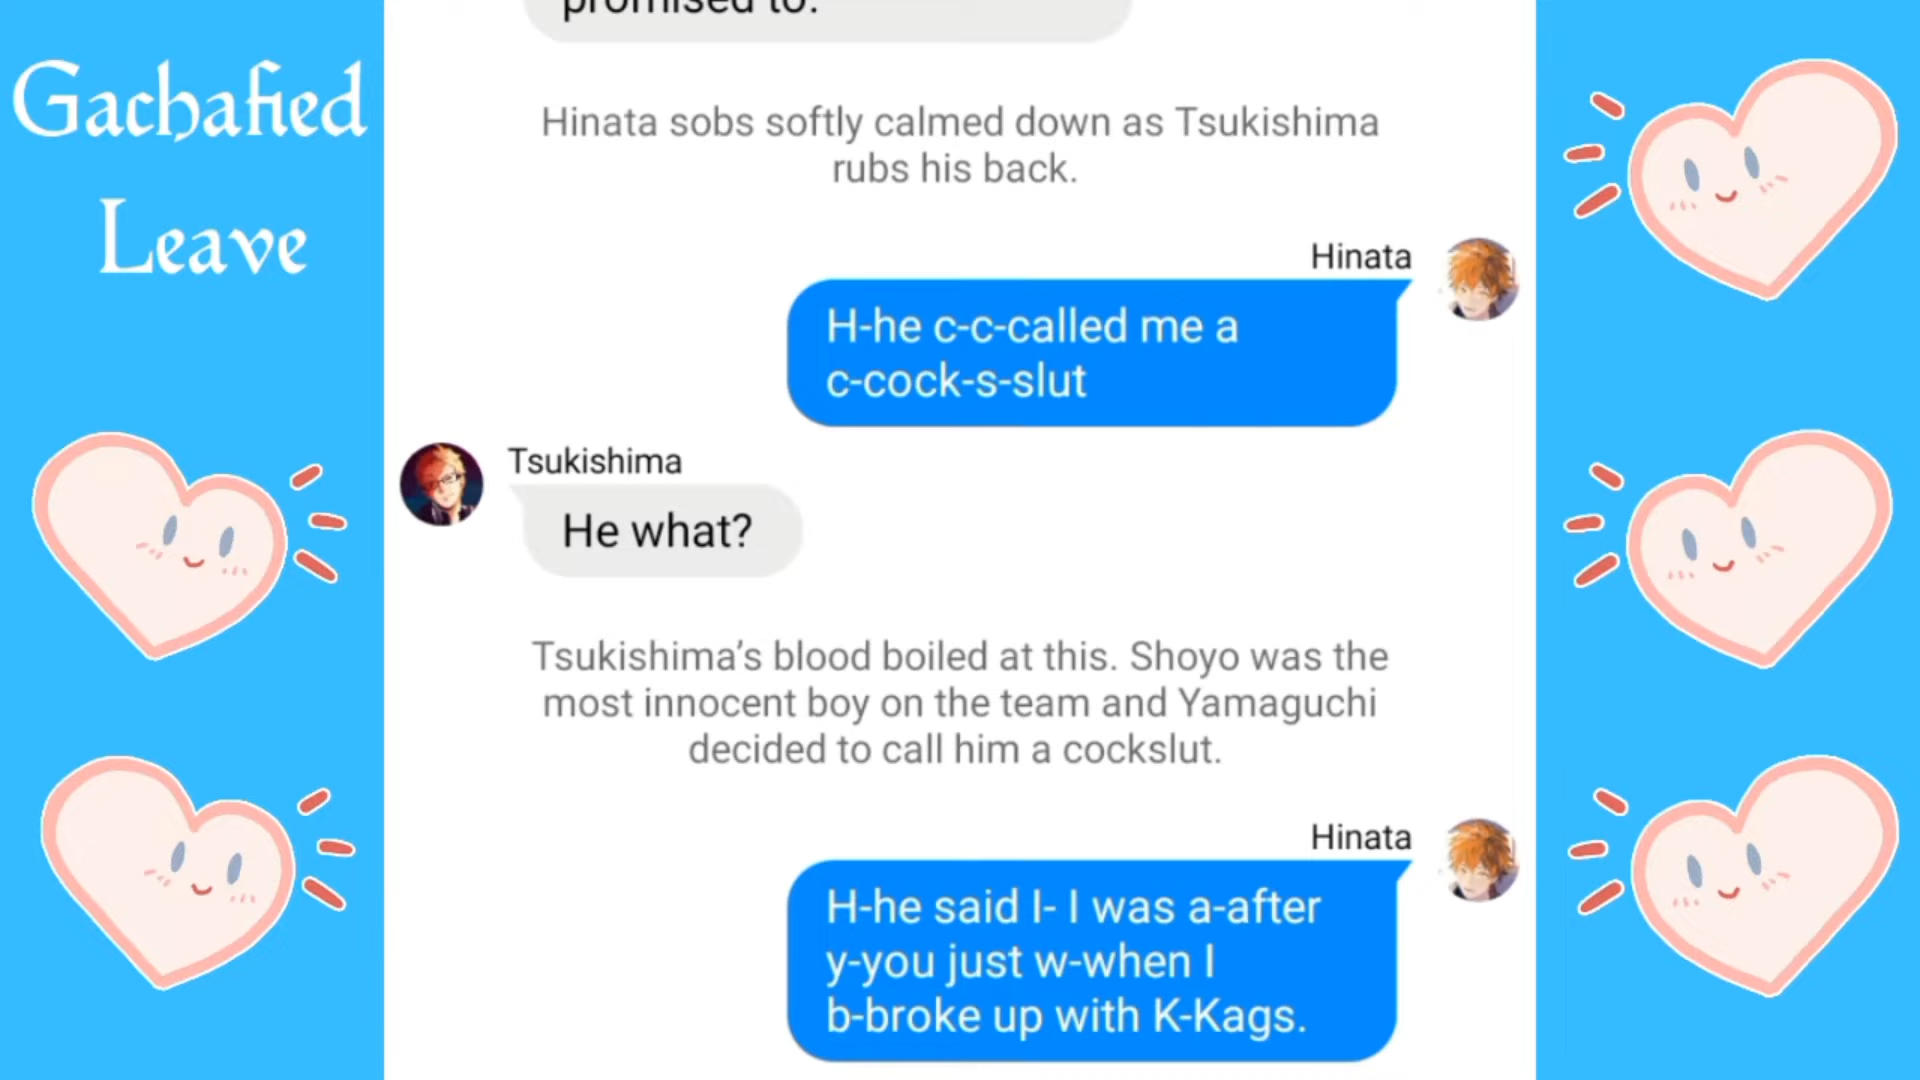 Gachafied
Leave
promised to.
Hinata sobs softly calmed down as Tsukishima
rubs his back.
Hinata
H-he c-c-called me a
c-cock-s-slut
Tsukishima
He what?
Tsukishima’s blood boiled at this. Shoyo was the
most innocent boy on the team and Yamaguchi
decided to call him a cockslut.
Hinata
H-he said I- I was a-after
y-you just w-when I
b-broke up with K-Kags.